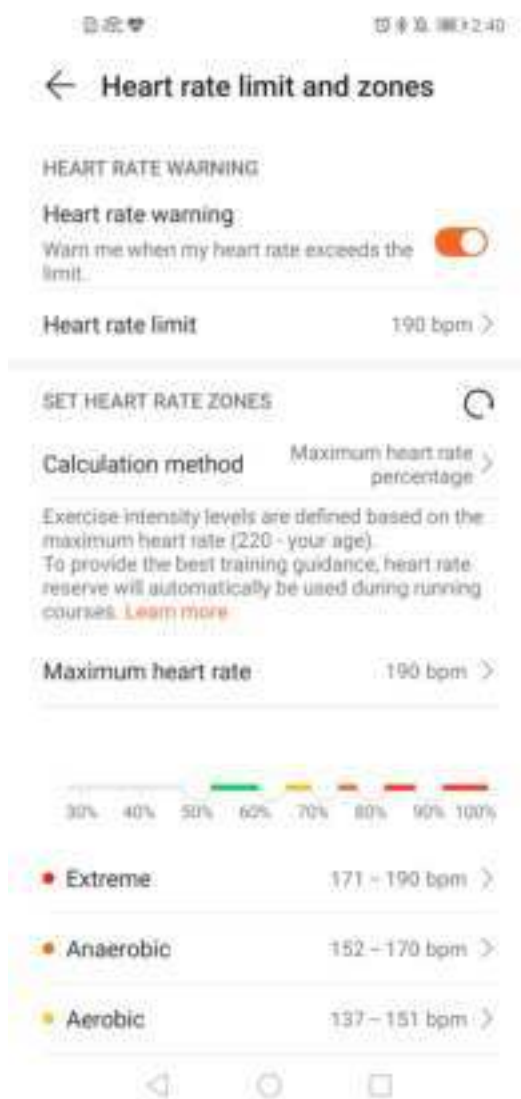 2:40
Heart rate limit and zones
HEART RATE WARNING
Heart rate warning
Warn me when my heart rate exceeds the
limit.
Heart rate limit 190 bpm
SET HEART RATE ZONES
Calculation method Maximum heart rate
percentage
Exercise intensity levels are defined based on the
maximum heart rate (220 - your age).
To provide the best training guidance, heart rate
reserve will automatically be used during running
courses. Learn more
Maximum heart rate 190 bpm
30% 40% 50% 60% 70% 80% 90% 100%
Extreme 171 – 190 bpm
Anaerobic 152 – 170 bpm
Aerobic 137 – 151 bpm